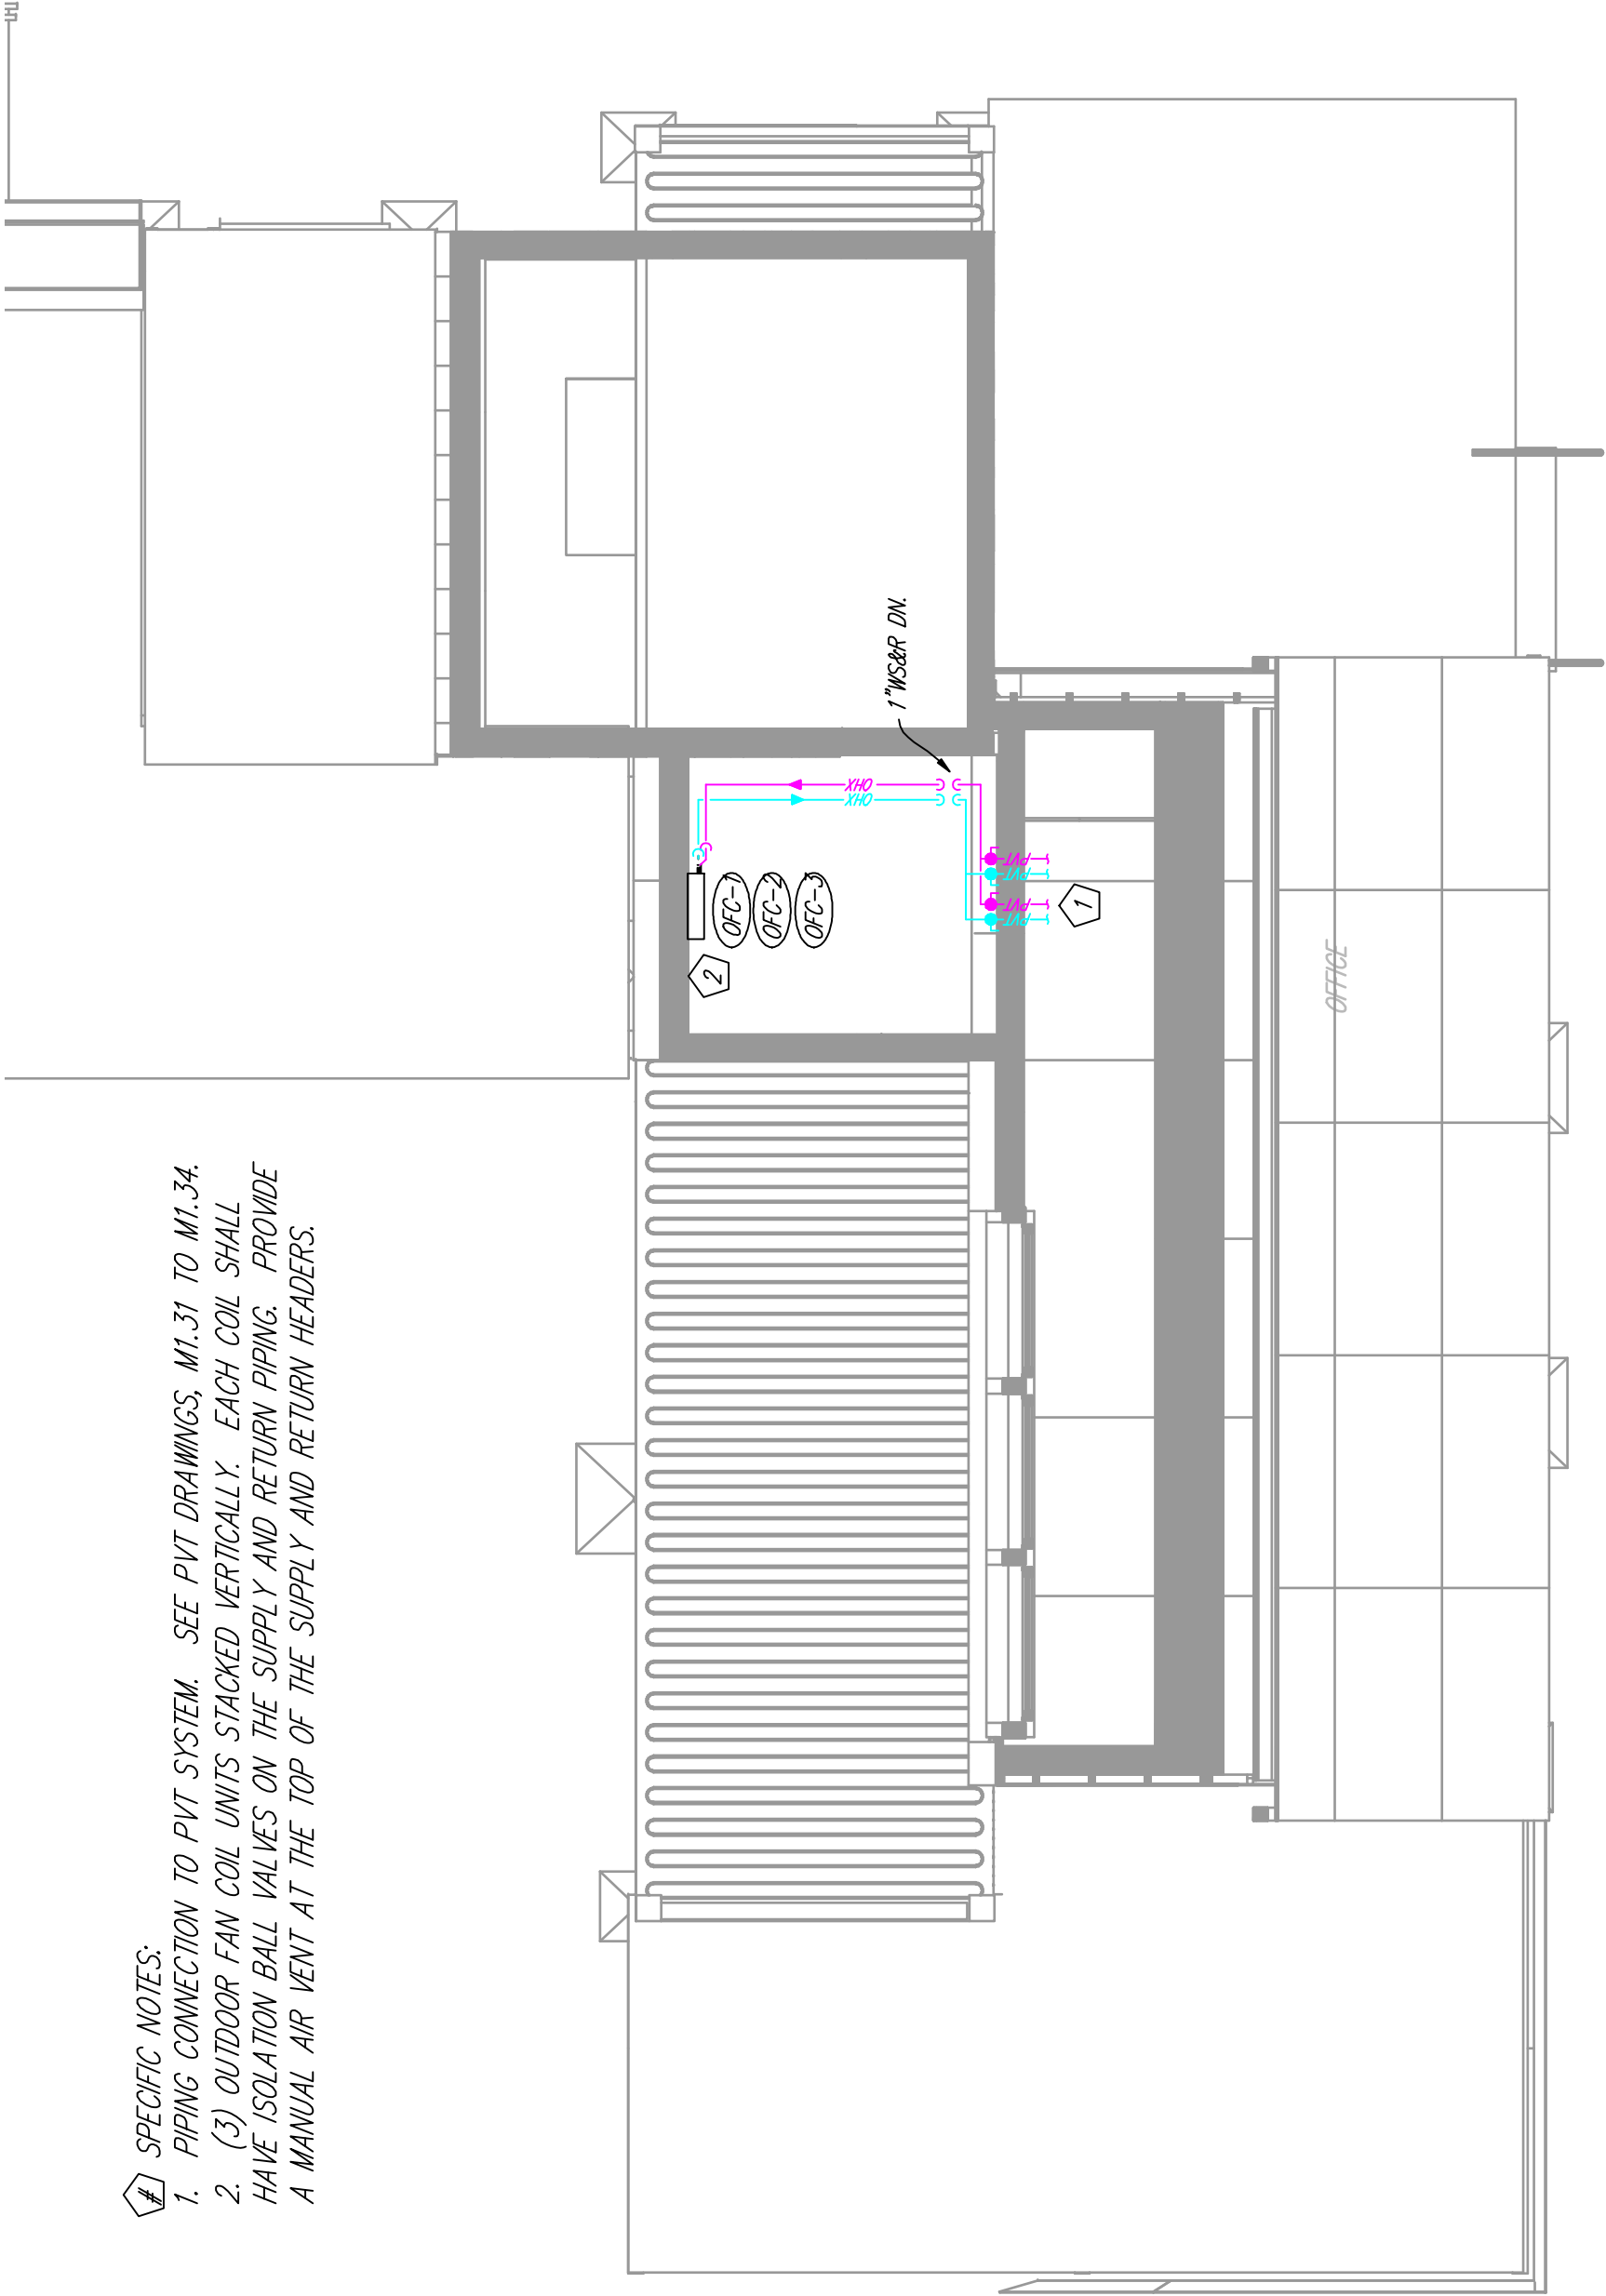 # SPECIFIC NOTES:
1. PIPING CONNECTION TO PVT SYSTEM. SEE PVT DRAWINGS, M1.31 TO M1.34.
2. (3) OUTDOOR FAN COIL UNITS STACKED VERTICALLY. EACH COIL SHALL
HAVE ISOLATION BALL VALVES ON THE SUPPLY AND RETURN PIPING. PROVIDE
A MANUAL AIR VENT AT THE TOP OF THE SUPPLY AND RETURN HEADERS.
2
OFC-1
OFC-2
OFC-3
OHX
OHX
1"WS&R DN.
PVT
PVT
PVT
PVT
1
OFFICE